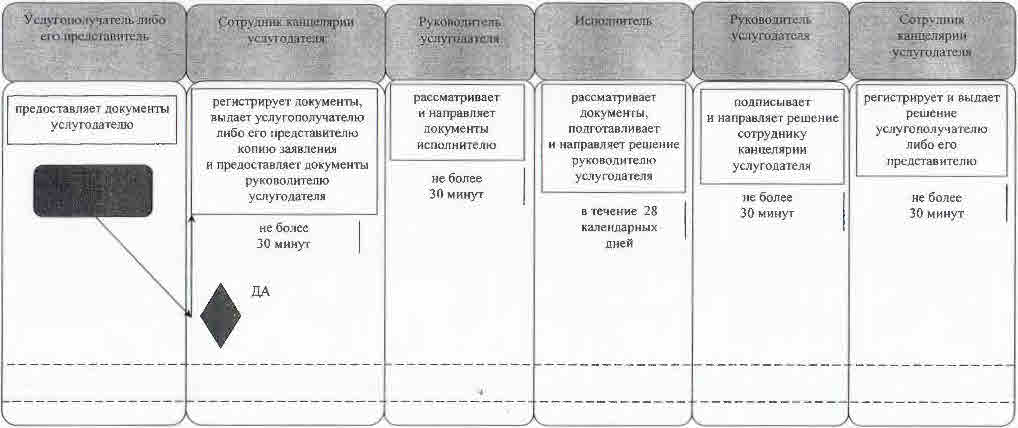 Услугополучатель либо
его представитель
Сотрудник канцелярии
услугодателя
Руководитель
услугодателя
Исполнитель
Руководитель
услугодателя
Сотрудник
канцелярии
услугодателя
предоставляет документы
услугодателю
регистрирует документы,
выдает услугополучателю
либо его представителю
копию заявления
и предоставляет документы
руководителю
услугодателя
не более
30 минут
ДА
рассматривает
и направляет
документы
исполнителю
не более
30 минут
рассматривает
документы,
подготавливает
и направляет решение
руководителю
услугодателя
в течение 28
календарных
дней
подписывает
и направляет решение
сотруднику
канцелярии
услугодателя
не более
30 минут
регистрирует и выдает
решение
услугополучателю
либо его
представителю
не более
30 минут